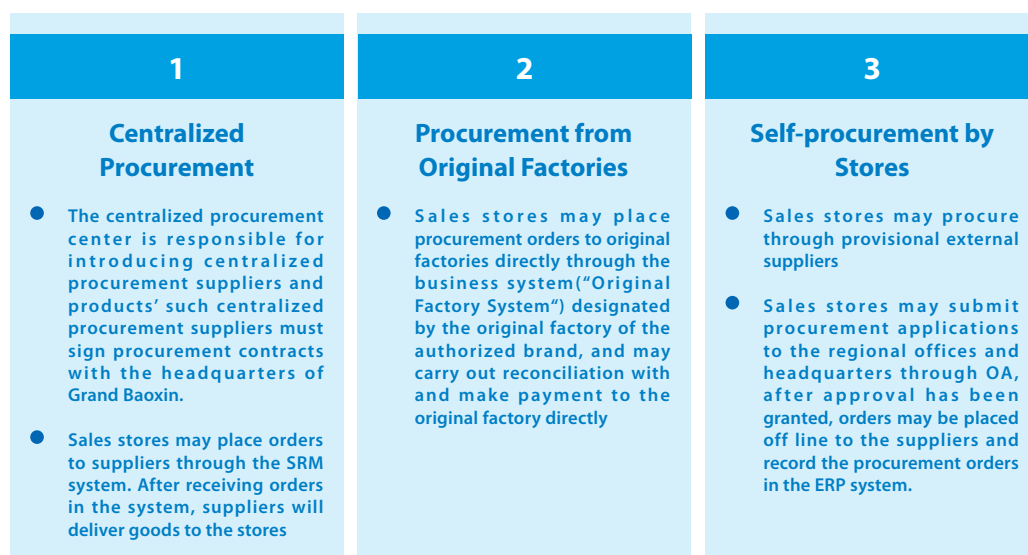 1
Centralized
Procurement
The centralized procurement
center is responsible for
introducing centralized
procurement suppliers and
products’ such centralized
procurement suppliers must
sign procurement contracts
with the headquarters of
Grand Baoxin.
Sales stores may place orders
to suppliers through the SRM
system. After receiving orders
in the system, suppliers will
deliver goods to the stores
2
Procurement from
Original Factories
Sales stores may place
procurement orders to original
factories directly through the
business system(“Original
Factory System“) designated
by the original factory of the
authorized brand, and may
carry out reconciliation with
and make payment to the
original factory directly
3
Self-procurement by
Stores
Sales stores may procure
through provisional external
suppliers
Sales stores may submit
procurement applications
to the regional offices and
headquarters through OA,
after approval has been
granted, orders may be placed
off line to the suppliers and
record the procurement orders
in the ERP system.